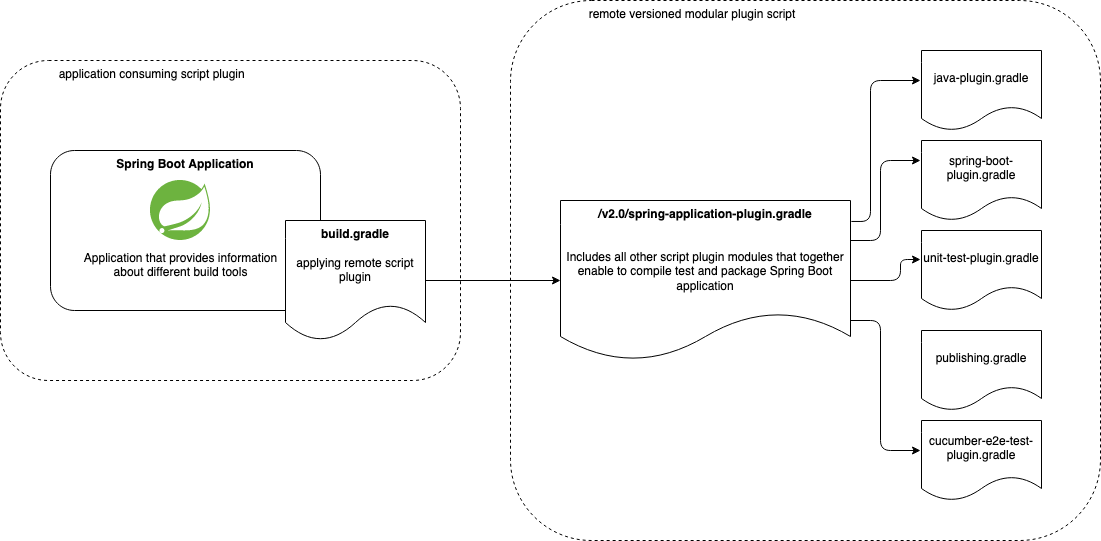 remote versioned modular plugin script
application consuming script plugin
Spring Boot Application
Application that provides information
about different build tools
build.gradle
applying remote script
plugin
/v2.0/spring-application-plugin.gradle
Includes all other script plugin modules that together
enable to compile test and package Spring Boot
application
java-plugin.gradle
spring-boot-
plugin.gradle
unit-test-plugin.gradle
publishing.gradle
cucumber-e2e-test-
plugin.gradle